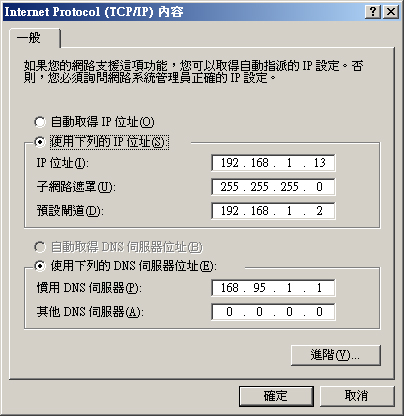 Internet Protocol (TCP/IP) 內容
一般
如果您的網路支援這項功能，您可以取得自動指派的 IP 設定。否
則，您必須詢問網路系統管理員正確的 IP 設定。
自動取得 IP 位址(O)
使用下列的 IP 位址(S):
IP 位址(I): 192 . 168 . 1 . 13
子網路遮罩(U): 255 . 255 . 255 . 0
預設閘道(D): 192 . 168 . 1 . 2
自動取得 DNS 伺服器位址(B)
使用下列的 DNS 伺服器位址(E):
慣用 DNS 伺服器(P): 168 . 95 . 1 . 1
其他 DNS 伺服器(A): 0 . 0 . 0 . 0
進階(V)...
確定 取消